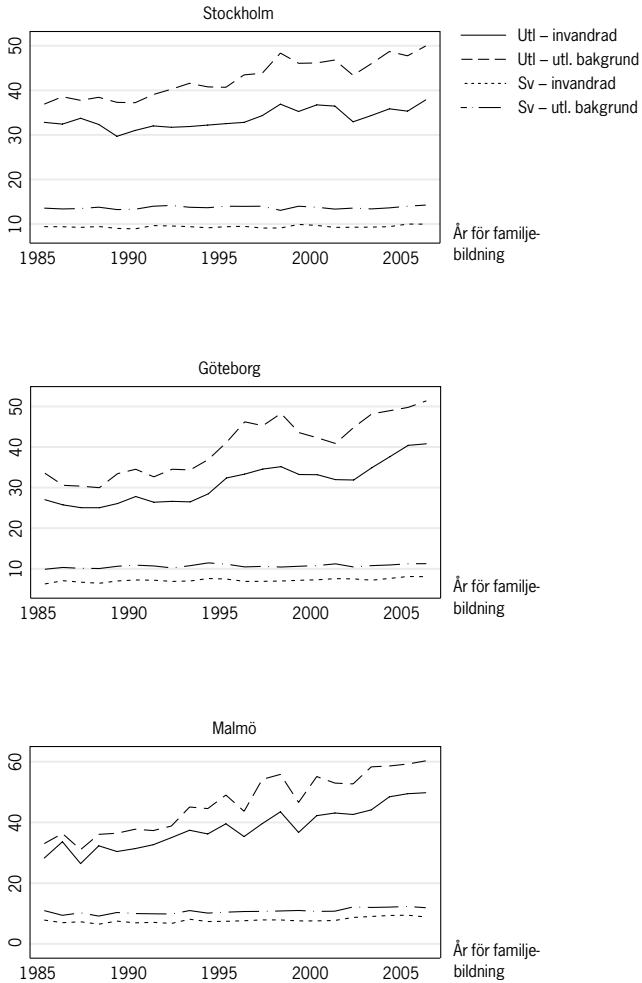 Stockholm
Utl – invandrad
Utl – utl. bakgrund
Sv – invandrad
Sv – utl. bakgrund
50
40
30
20
10
1985 1990 1995 2000 2005
År för familje-
bildning
Göteborg
50
40
30
20
10
1985 1990 1995 2000 2005
År för familje-
bildning
Malmö
60
40
20
0
1985 1990 1995 2000 2005
År för familje-
bildning